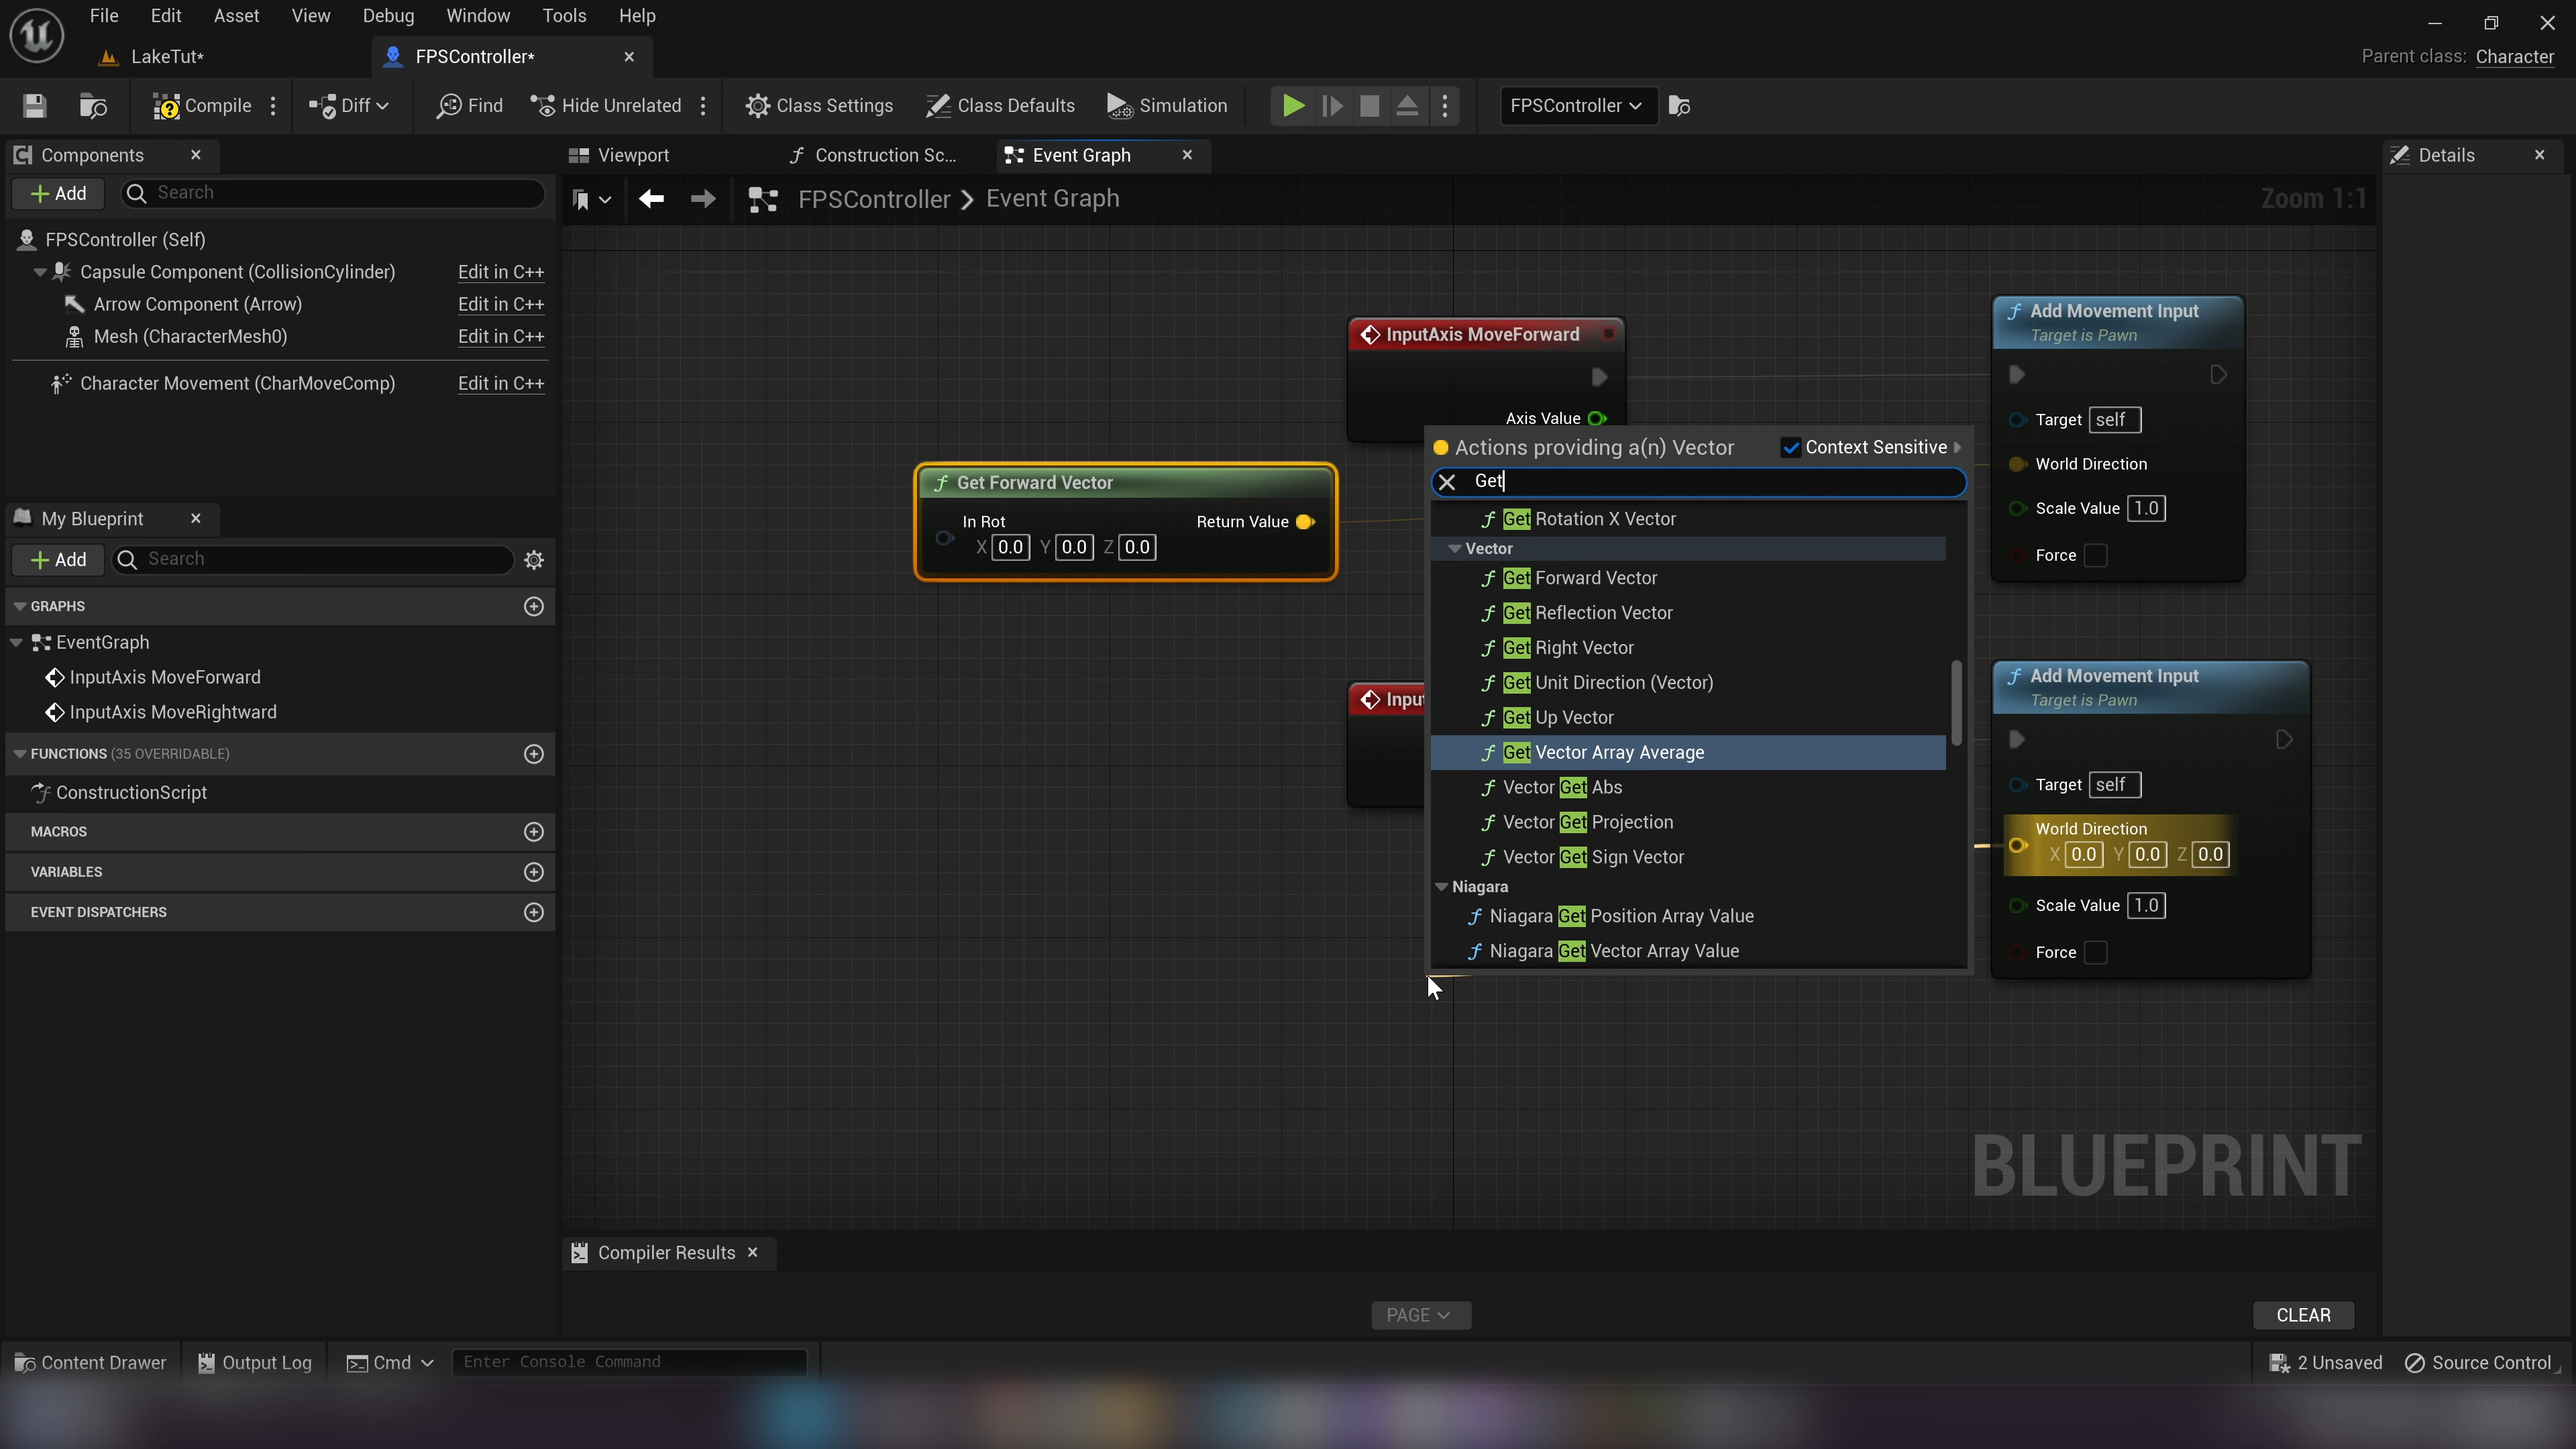 File Edit Asset View Debug Window Tools Help
LakeTut*
FPSController*
Parent class: Character
Compile
Diff
Find
Hide Unrelated
Class Settings
Class Defaults
Simulation
FPSController
Components
Add
Search
FPSController (Self)
Capsule Component (CollisionCylinder) Edit in C++
Arrow Component (Arrow) Edit in C++
Mesh (CharacterMesh0) Edit in C++
Character Movement (CharMoveComp) Edit in C++
My Blueprint
Add
Search
GRAPHS
EventGraph
InputAxis MoveForward
InputAxis MoveRightward
FUNCTIONS (35 OVERRIDABLE)
ConstructionScript
MACROS
VARIABLES
EVENT DISPATCHERS
Viewport
Construction Sc...
Event Graph
FPSController > Event Graph
Zoom 1:1
InputAxis MoveForward
Axis Value
Get Forward Vector
In Rot
X 0.0 Y 0.0 Z 0.0
Return Value
Input
Actions providing a(n) Vector
Context Sensitive
Get
Get Rotation X Vector
Vector
Get Forward Vector
Get Reflection Vector
Get Right Vector
Get Unit Direction (Vector)
Get Up Vector
Get Vector Array Average
Vector Get Abs
Vector Get Projection
Vector Get Sign Vector
Niagara
Niagara Get Position Array Value
Niagara Get Vector Array Value
Add Movement Input
Target is Pawn
Target self
World Direction
Scale Value 1.0
Force
Add Movement Input
Target is Pawn
Target self
World Direction
X 0.0 Y 0.0 Z 0.0
Scale Value 1.0
Force
BLUEPRINT
Details
Compiler Results
PAGE
CLEAR
Content Drawer
Output Log
Cmd
Enter Console Command
2 Unsaved
Source Control